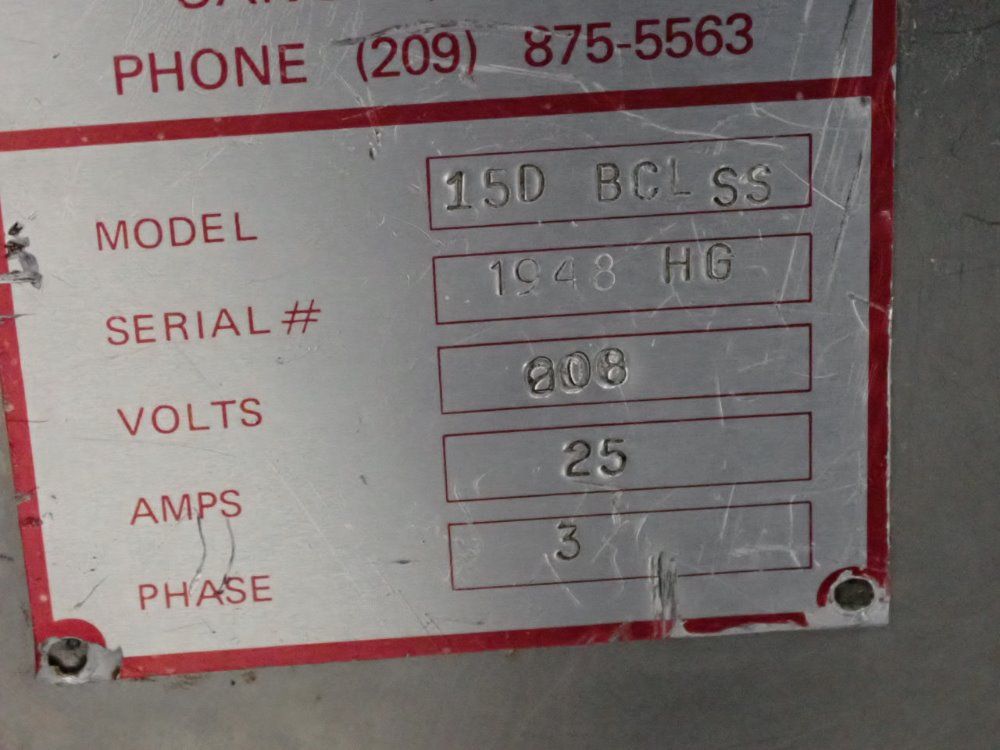 PHONE (209) 875-5563
MODEL 15D BCL SS
SERIAL # 1948 HG
VOLTS 208
AMPS 25
PHASE 3